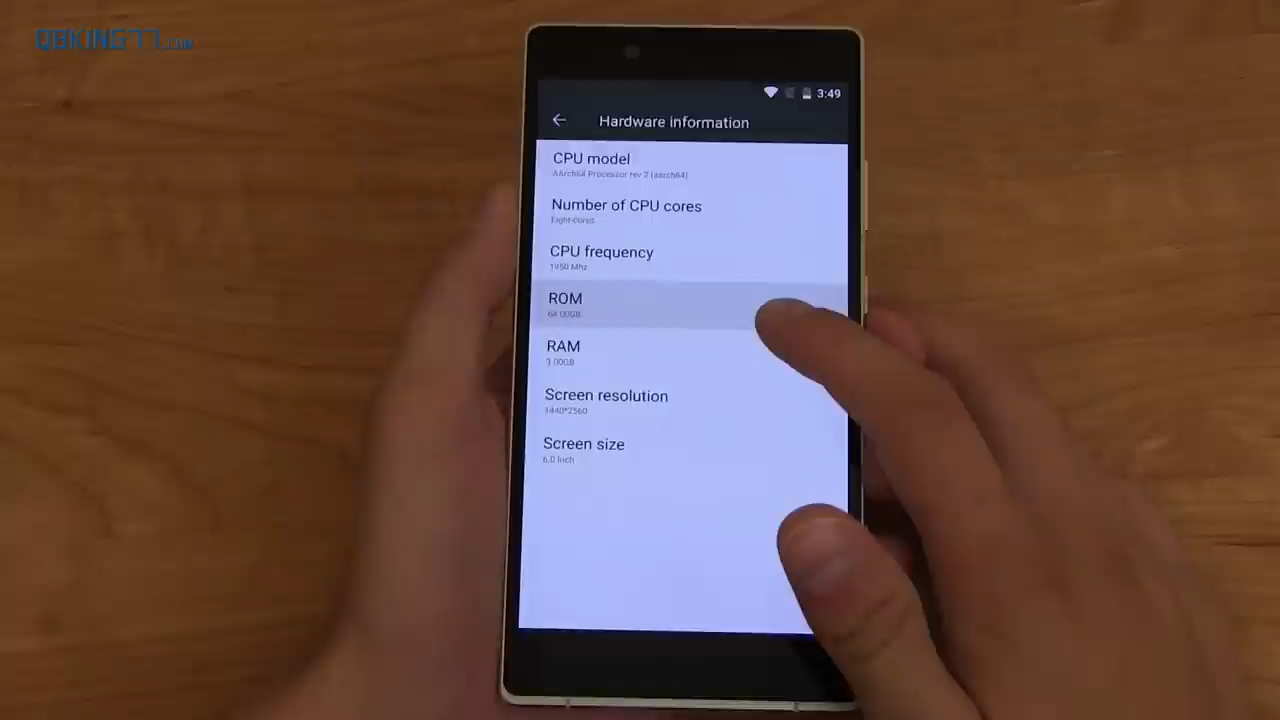 QBKING77.COM
3:49
Hardware information
CPU model
AArch64 Processor rev 2 (aarch64)
Number of CPU cores
Eight-cores
CPU frequency
1950 Mhz
ROM
64.00GB
RAM
3.00GB
Screen resolution
1440*2560
Screen size
6.0 Inch